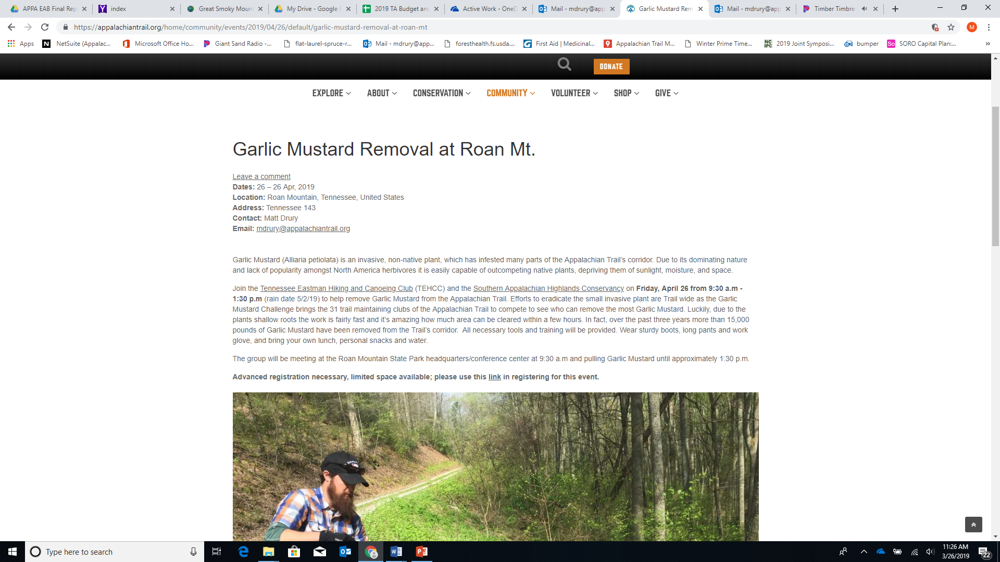 APPA EAB Final Rep
index
Great Smoky Mount
My Drive - Google D
2019 TA Budget and
Active Work - OneD
Mail - mdrury@app
Garlic Mustard Rem
Mail - mdrury@app
Timber Timbre
https://appalachiantrail.org/home/community/events/2019/04/26/default/garlic-mustard-removal-at-roan-mt
M
Apps
NetSuite (Appalac...
Microsoft Office Ho...
Giant Sand Radio -...
flat-laurel-spruce-r...
Mail - mdrury@app...
foresthealth.fs.usda....
First Aid | Medicinal...
Appalachian Trail M...
Winter Prime Time...
NC IPC
2019 Joint Symposi...
bumper
So
SORO Capital Plan:...
DONATE
EXPLORE ABOUT CONSERVATION COMMUNITY VOLUNTEER SHOP GIVE
Garlic Mustard Removal at Roan Mt.
Leave a comment
Dates: 26 – 26 Apr, 2019
Location: Roan Mountain, Tennessee, United States
Address: Tennessee 143
Contact: Matt Drury
Email: mdrury@appalachiantrail.org
Garlic Mustard (Alliaria petiolata) is an invasive, non-native plant, which has infested many parts of the Appalachian Trail's corridor. Due to its dominating nature
and lack of popularity amongst North America herbivores it is easily capable of outcompeting native plants, depriving them of sunlight, moisture, and space.
Join the Tennessee Eastman Hiking and Canoeing Club (TEHCC) and the Southern Appalachian Highlands Conservancy on Friday, April 26 from 9:30 a.m -
1:30 p.m (rain date 5/2/19) to help remove Garlic Mustard from the Appalachian Trail. Efforts to eradicate the small invasive plant are Trail wide as the Garlic
Mustard Challenge brings the 31 trail maintaining clubs of the Appalachian Trail to compete to see who can remove the most Garlic Mustard. Luckily, due to the
plants shallow roots the work is fairly fast and it's amazing how much area can be cleared within a few hours. In fact, over the past three years more than 15,000
pounds of Garlic Mustard have been removed from the Trail's corridor.  All necessary tools and training will be provided. Wear sturdy boots, long pants and work
glove, and bring your own lunch, personal snacks and water.
The group will be meeting at the Roan Mountain State Park headquarters/conference center at 9:30 a.m and pulling Garlic Mustard until approximately 1:30 p.m.
Advanced registration necessary, limited space available; please use this link in registering for this event.
Type here to search
11:26 AM
3/26/2019
22